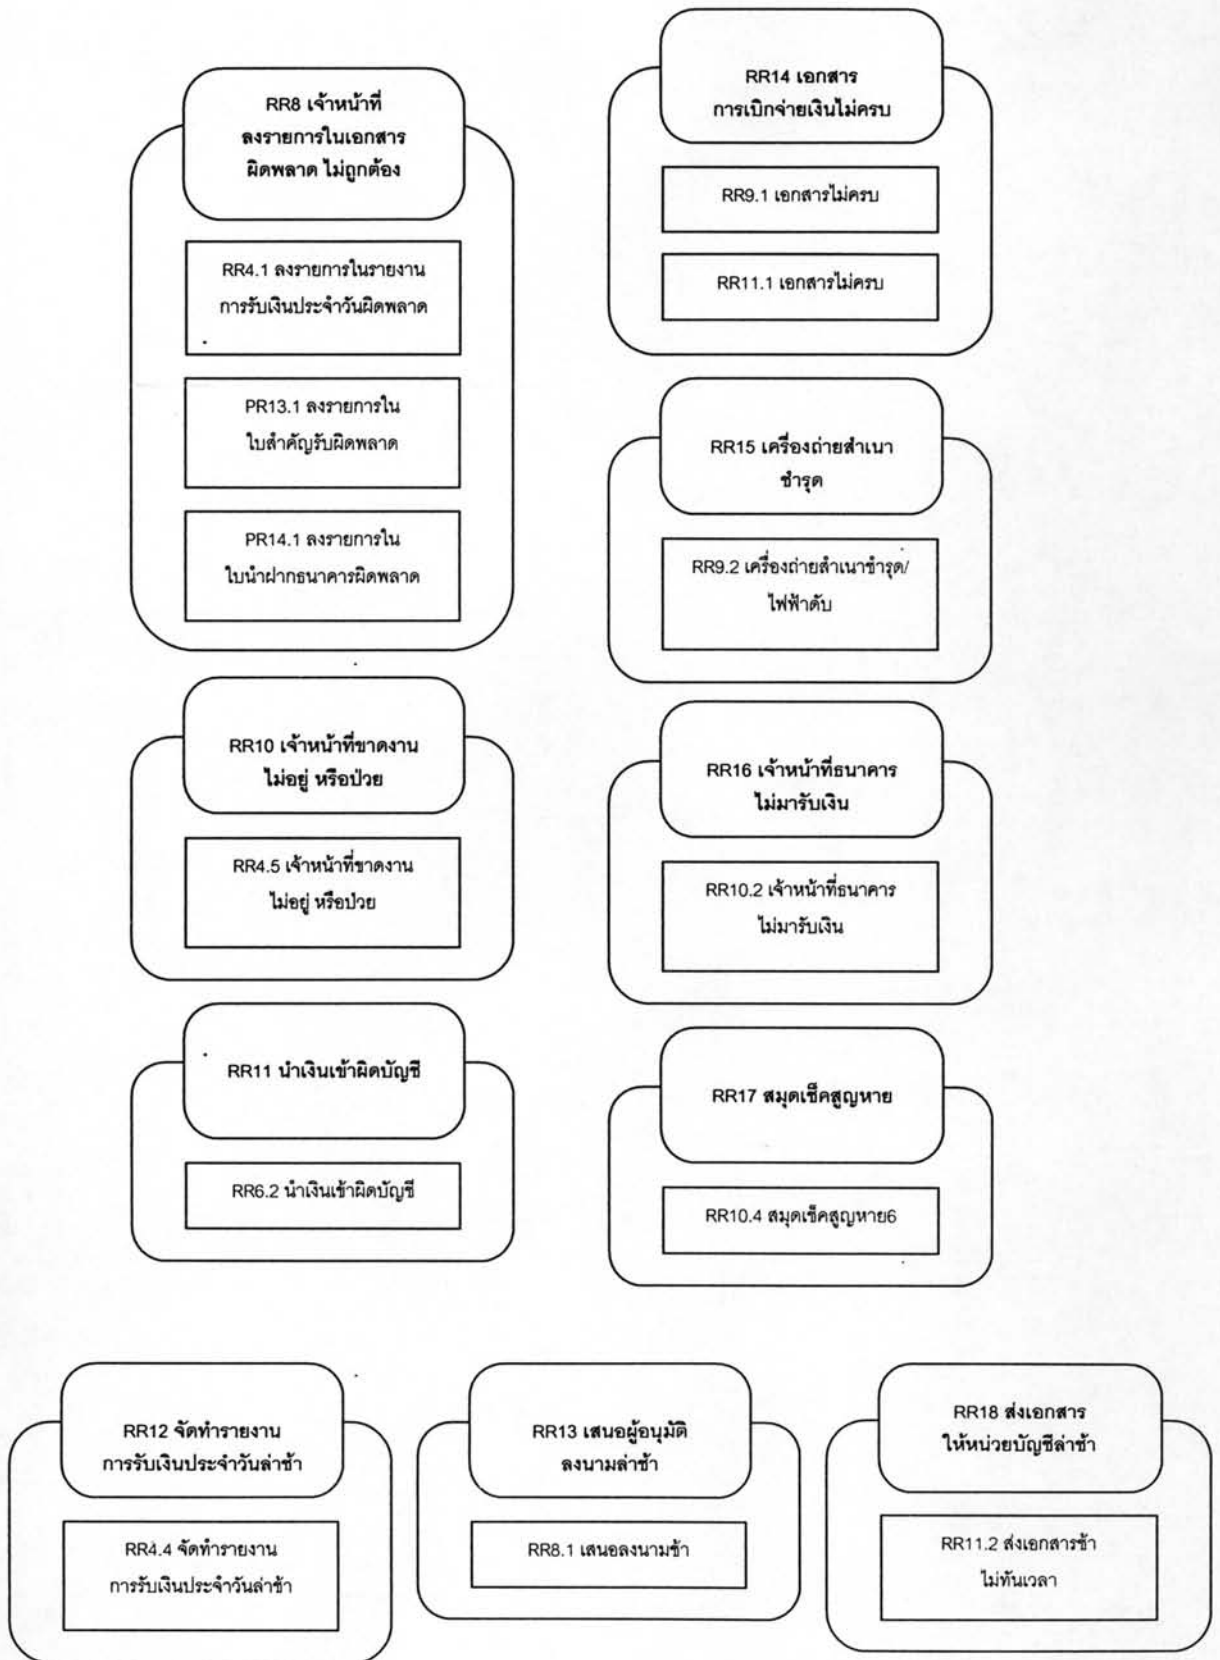 RR8 เจ้าหน้าที่
ลงรายการในเอกสาร
ผิดพลาด ไม่ถูกต้อง
RR4.1 ลงรายการในรายงาน
การรับเงินประจำวันผิดพลาด
PR13.1 ลงรายการใน
ใบสำคัญรับผิดพลาด
PR14.1 ลงรายการใน
ใบนำฝากธนาคารผิดพลาด
RR14 เอกสาร
การเบิกจ่ายเงินไม่ครบ
RR9.1 เอกสารไม่ครบ
RR11.1 เอกสารไม่ครบ
RR15 เครื่องถ่ายสำเนา
ชำรุด
RR9.2 เครื่องถ่ายสำเนาชำรุด/
ไฟฟ้าดับ
RR10 เจ้าหน้าที่ขาดงาน
ไม่อยู่ หรือป่วย
RR4.5 เจ้าหน้าที่ขาดงาน
ไม่อยู่ หรือป่วย
RR16 เจ้าหน้าที่ธนาคาร
ไม่มารับเงิน
RR10.2 เจ้าหน้าที่ธนาคาร
ไม่มารับเงิน
RR11 นำเงินเข้าผิดบัญชี
RR6.2 นำเงินเข้าผิดบัญชี
RR17 สมุดเช็คสูญหาย
RR10.4 สมุดเช็คสูญหาย6
RR12 จัดทำรายงาน
การรับเงินประจำวันล่าช้า
RR4.4 จัดทำรายงาน
การรับเงินประจำวันล่าช้า
RR13 เสนอผู้อนุมัติ
ลงนามล่าช้า
RR8.1 เสนอลงนามช้า
RR18 ส่งเอกสาร
ให้หน่วยบัญชีล่าช้า
RR11.2 ส่งเอกสารช้า
ไม่ทันเวลา